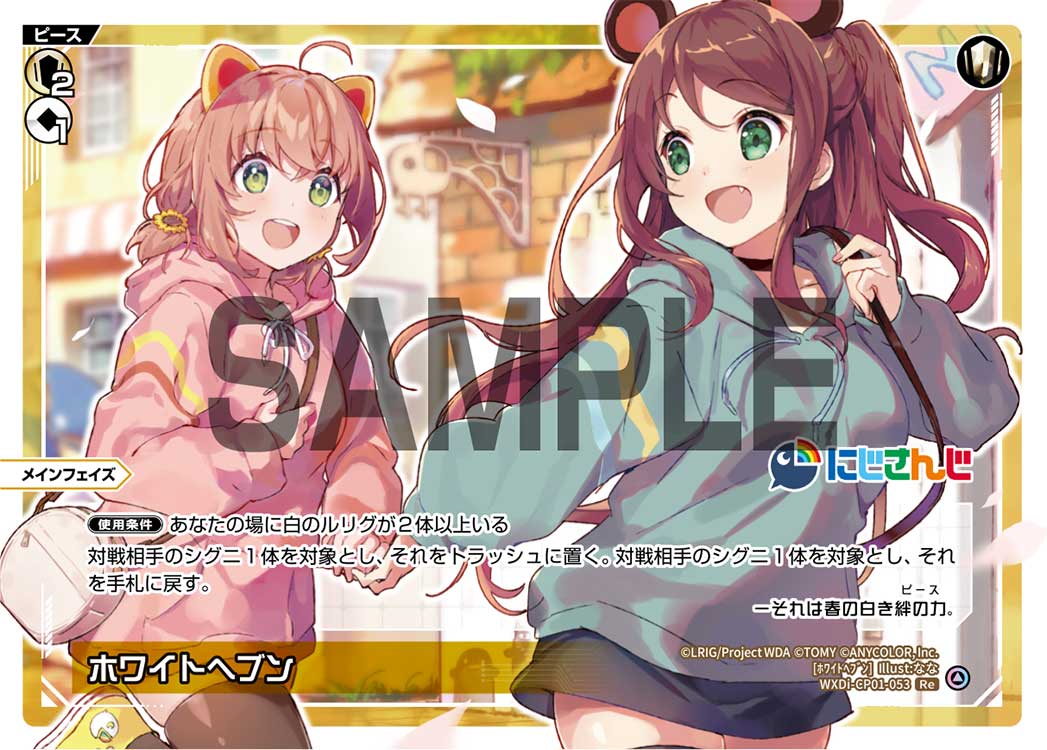 ピース
2
1
SAMPLE
にじさんじ
メインフェイズ
使用条件 あなたの場に白のルリグが2体以上いる
対戦相手のシグニ1体を対象とし、それをトラッシュに置く。対戦相手のシグニ1体を対象とし、それ
を手札に戻す。
ピース
ーそれは春の白き絆の力。
ホワイトヘブン
©LRIG/Project WDA ©TOMY ©ANYCOLOR, Inc.
[ホワイトヘブン] Illust:なな
WXDi-CP01-053 Re